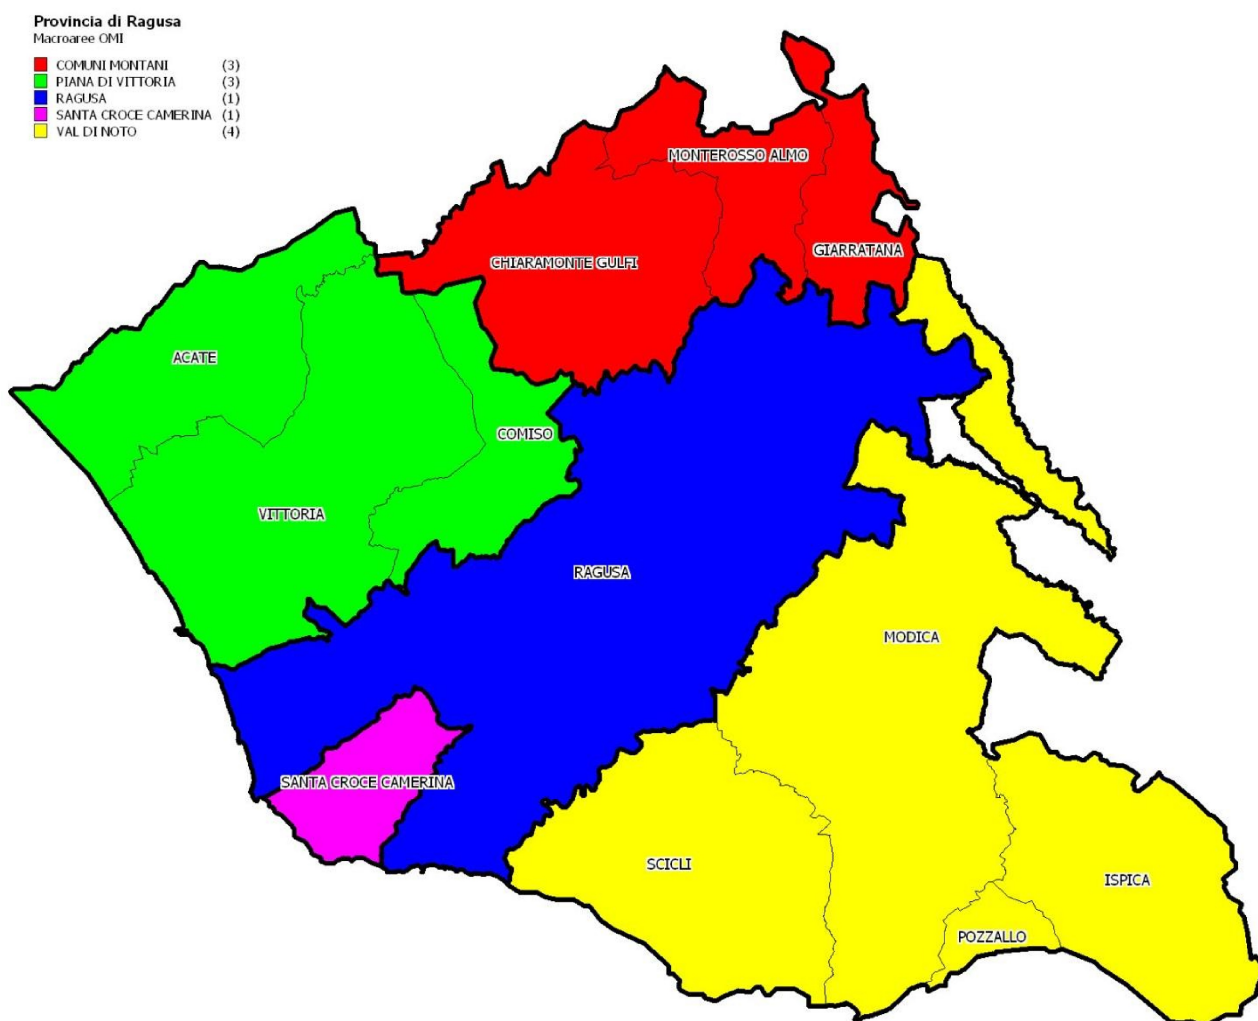 Provincia di Ragusa
Macroaree OMI
COMUNI MONTANI (3)
PIANA DI VITTORIA (3)
RAGUSA (1)
SANTA CROCE CAMERINA (1)
VAL DI NOTO (4)
MONTEROSSO ALMO
GIARRATANA
CHIARAMONTE GULFI
ACATE
COMISO
VITTORIA
RAGUSA
MODICA
SANTA CROCE CAMERINA
SCICLI
ISPICA
POZZALLO